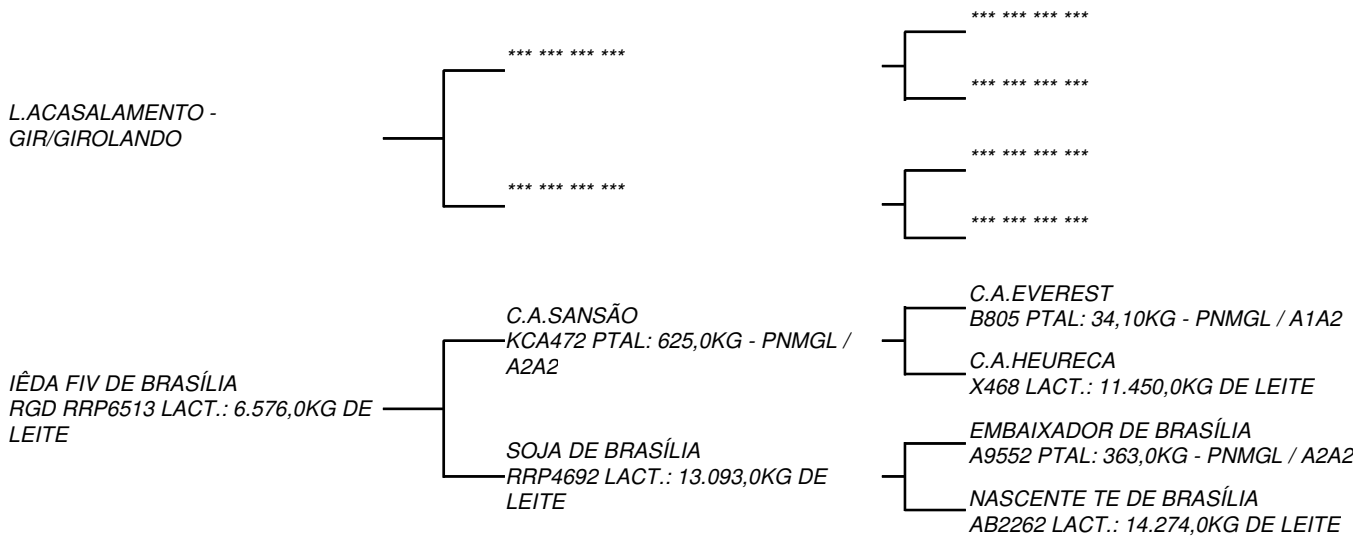 *** *** *** ***
*** *** *** ***
*** *** *** ***
L.ACASALAMENTO -
GIR/GIROLANDO
*** *** *** ***
*** *** *** ***
*** *** *** ***
IÊDA FIV DE BRASÍLIA
RGD RRP6513 LACT.: 6.576,0KG DE
LEITE
C.A.SANSÃO
KCA472 PTAL: 625,0KG - PNMGL /
A2A2
C.A.EVEREST
B805 PTAL: 34,10KG - PNMGL / A1A2
C.A.HEURECA
X468 LACT.: 11.450,0KG DE LEITE
SOJA DE BRASÍLIA
RRP4692 LACT.: 13.093,0KG DE
LEITE
EMBAIXADOR DE BRASÍLIA
A9552 PTAL: 363,0KG - PNMGL / A2A2
NASCENTE TE DE BRASÍLIA
AB2262 LACT.: 14.274,0KG DE LEITE